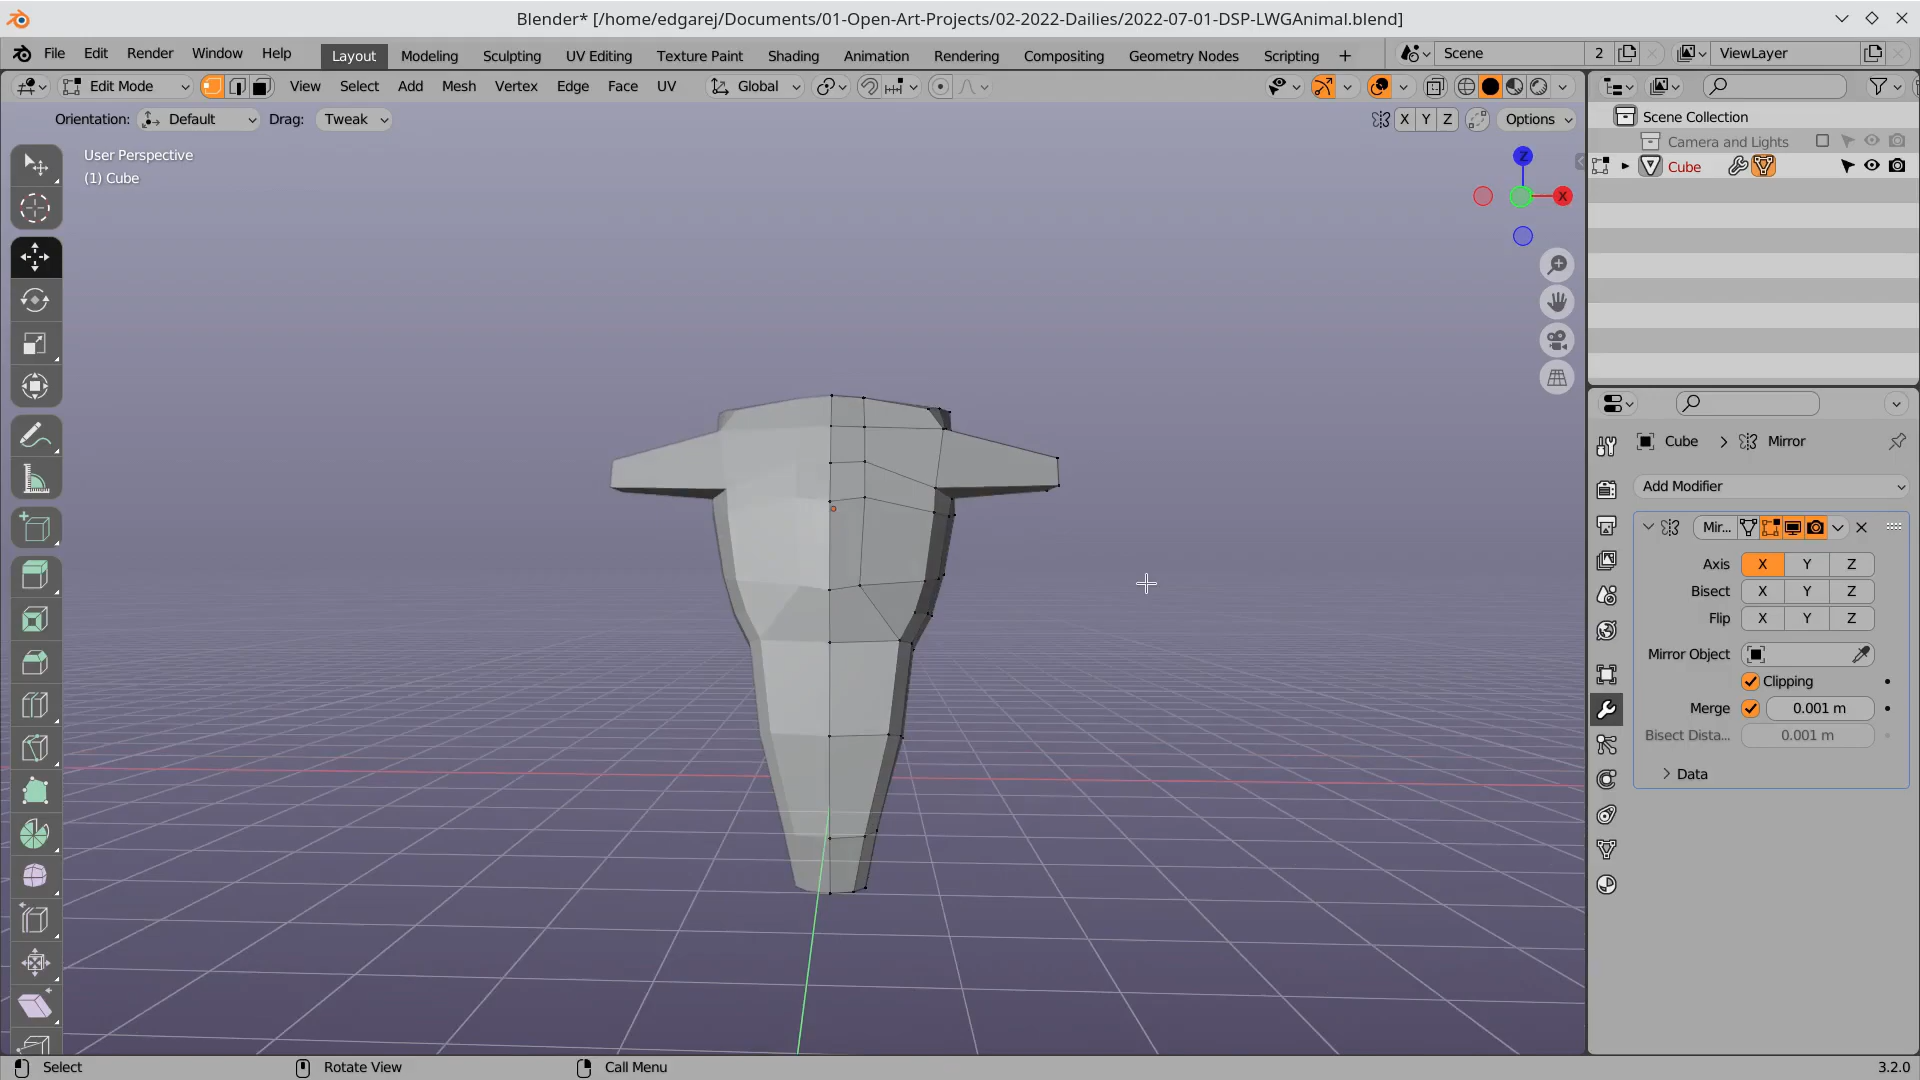 Blender* [/home/edgarej/Documents/01-Open-Art-Projects/02-2022-Dailies/2022-07-01-DSP-LWGAnimal.blend]
File Edit Render Window Help Layout Modeling Sculpting UV Editing Texture Paint Shading Animation Rendering Compositing Geometry Nodes Scripting + Scene 2 ViewLayer
Edit Mode View Select Add Mesh Vertex Edge Face UV Global
Orientation: Default Drag: Tweak X Y Z Options
Scene Collection
Camera and Lights
Cube
User Perspective
(1) Cube
Z
X
Cube > Mirror
Add Modifier
Mir...
Axis X Y Z
Bisect X Y Z
Flip X Y Z
Mirror Object
Clipping
Merge 0.001 m
Bisect Dista... 0.001 m
Data
Select Rotate View Call Menu 3.2.0